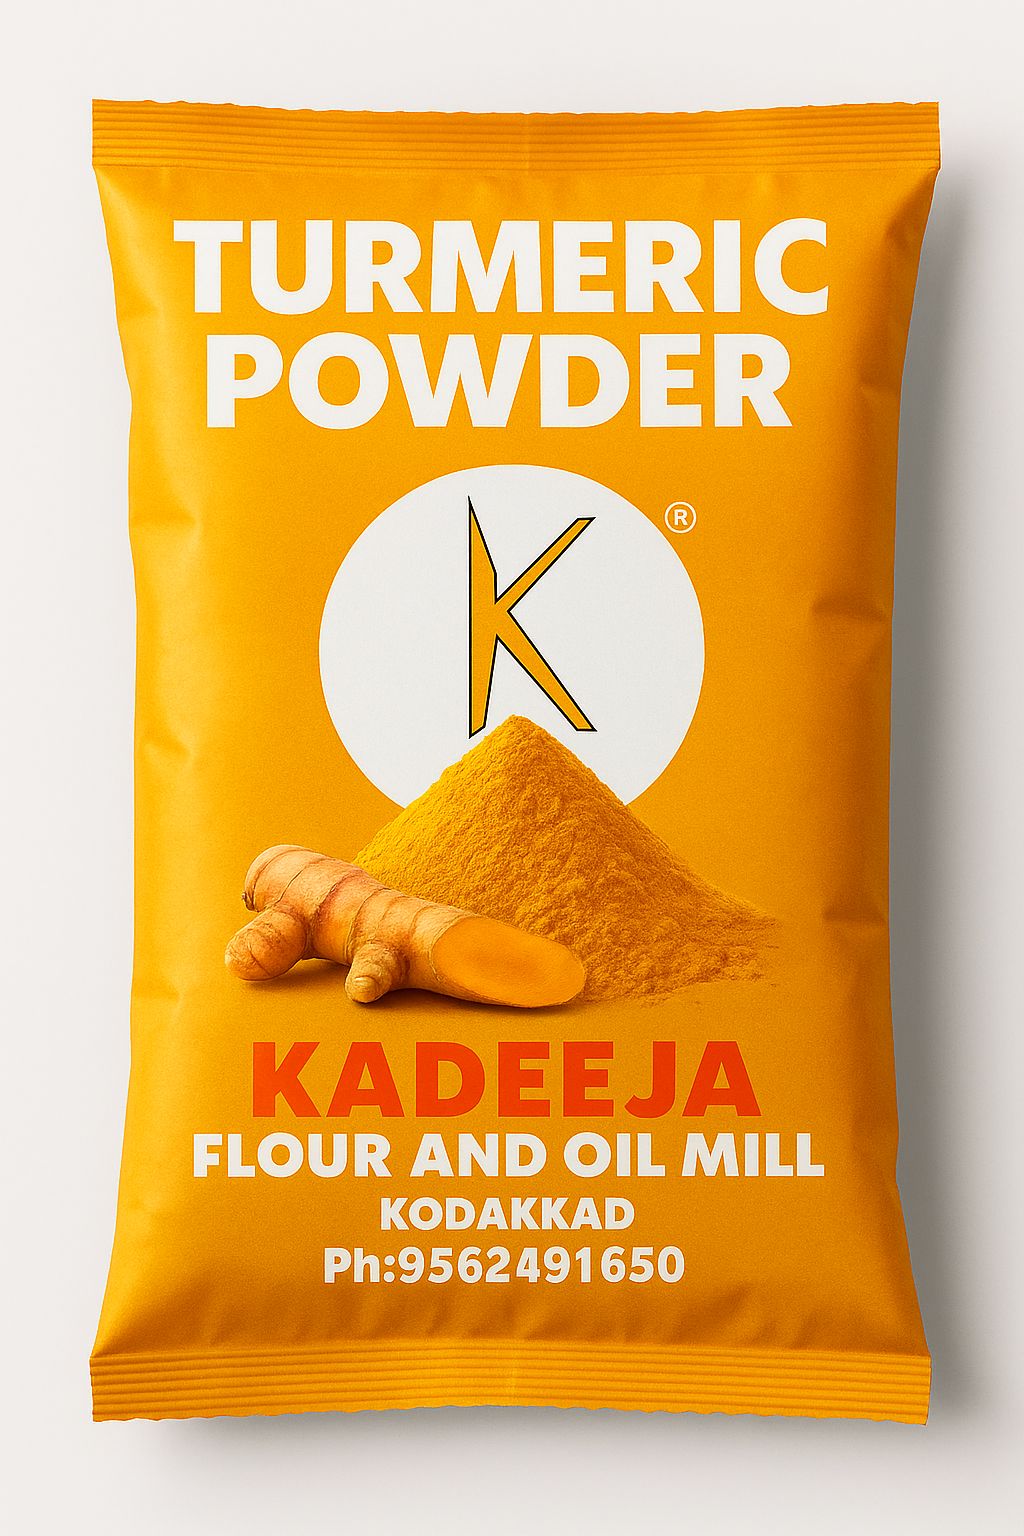 TURMERIC
POWDER
K ®
KADEEJA
FLOUR AND OIL MILL
KODAKKAD
Ph:9562491650